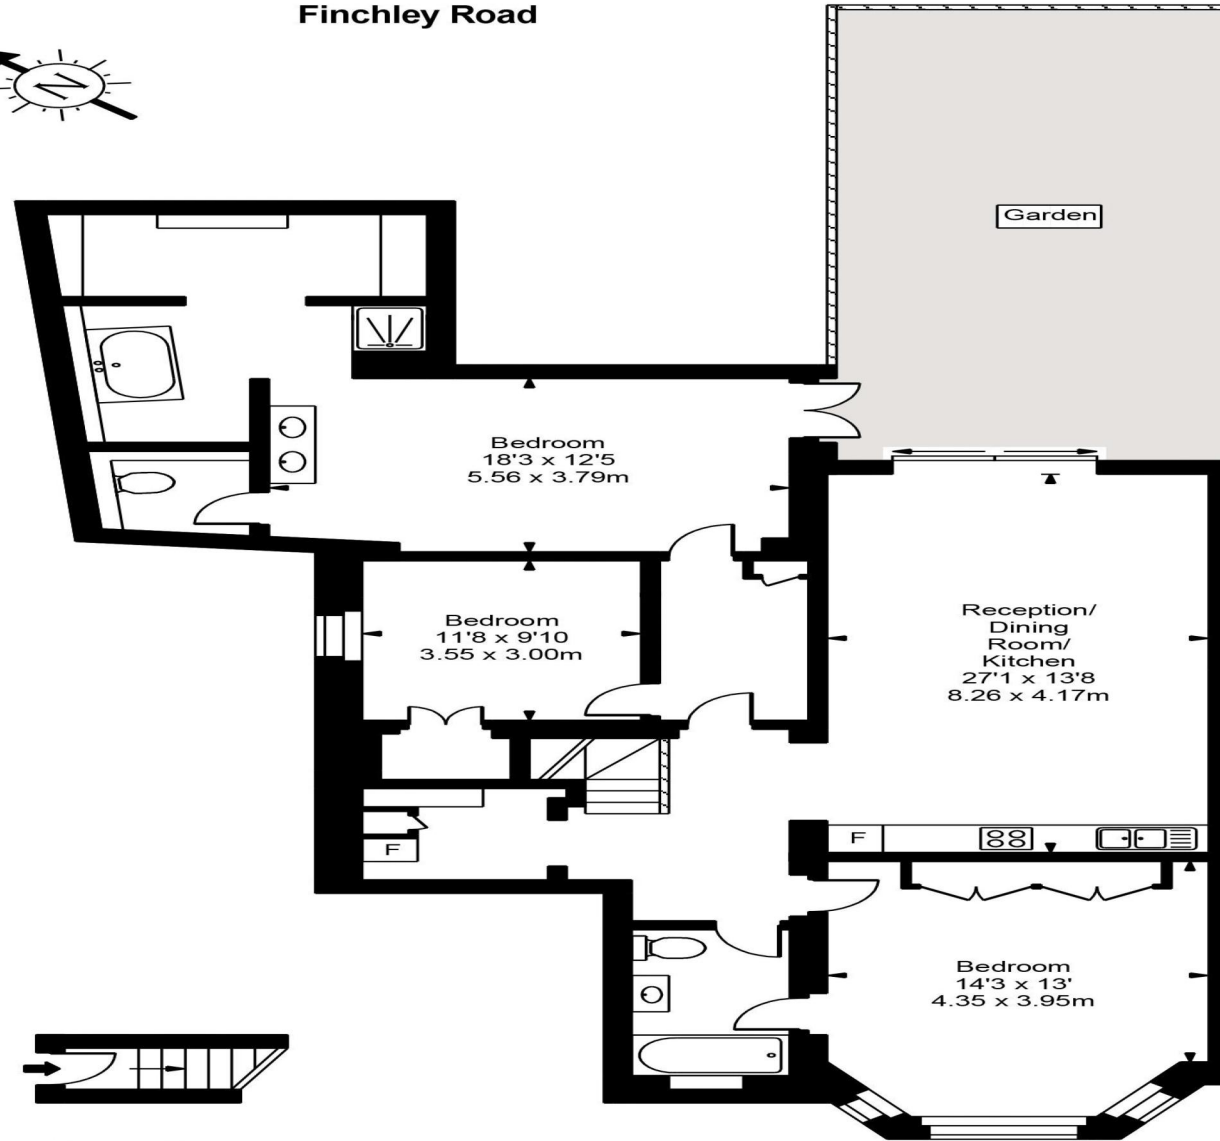 Finchley Road
N
Garden
Bedroom
18'3 x 12'5
5.56 x 3.79m
Bedroom
11'8 x 9'10
3.55 x 3.00m
Reception/
Dining
Room/
Kitchen
27'1 x 13'8
8.26 x 4.17m
F
F
Bedroom
14'3 x 13'
4.35 x 3.95m